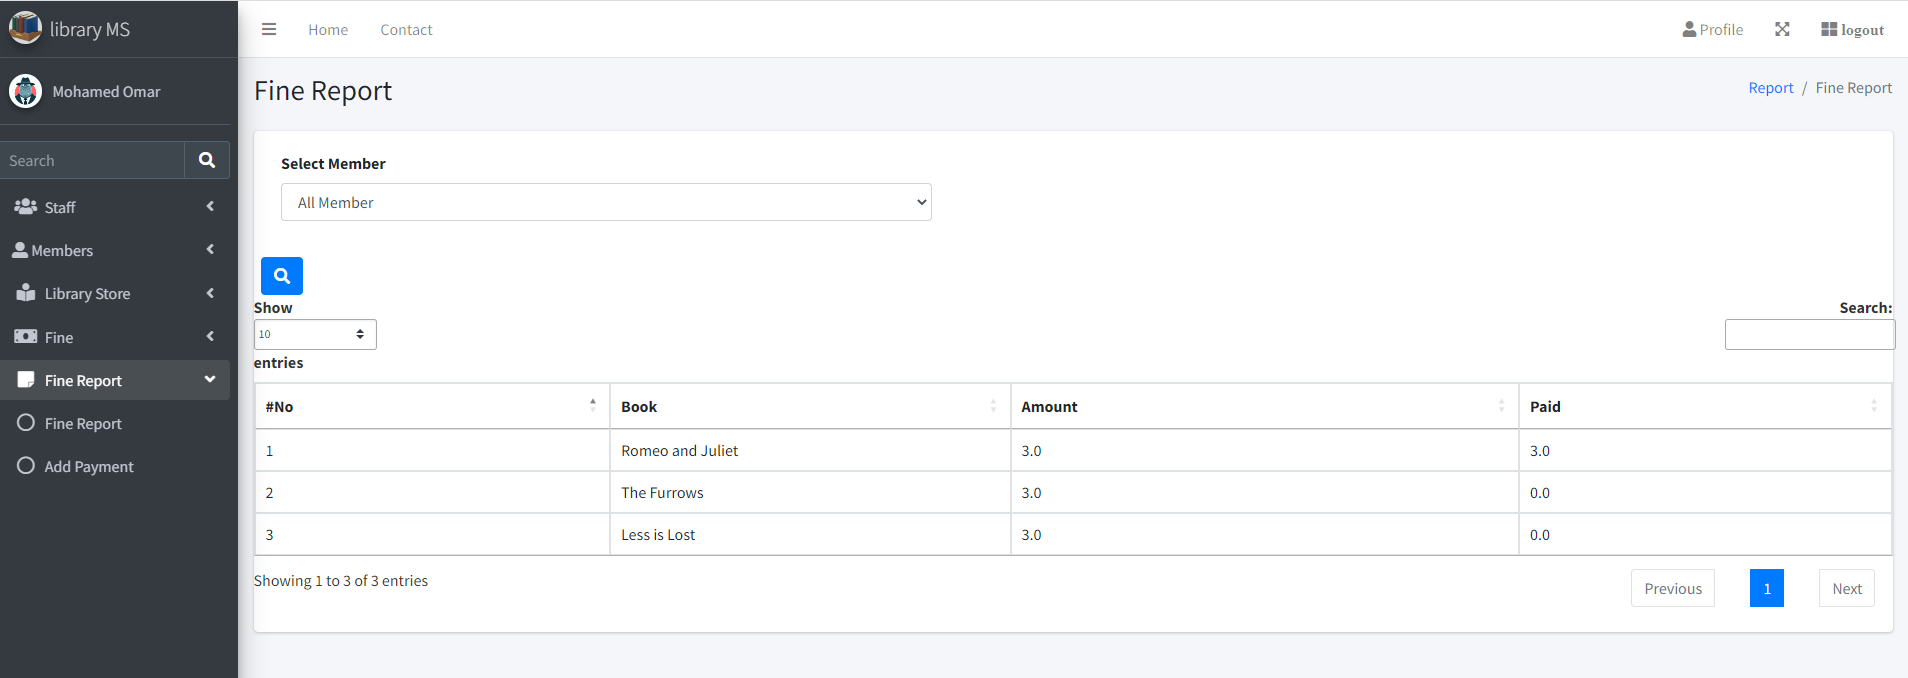 library MS
Home
Contact
Profile
logout
Mohamed Omar
Search
Staff
Members
Library Store
Fine
Fine Report
Fine Report
Add Payment
Fine Report
Report / Fine Report
Select Member
All Member
Show
10
entries
Search:
#No Book Amount Paid
1 Romeo and Juliet 3.0 3.0
2 The Furrows 3.0 0.0
3 Less is Lost 3.0 0.0
Showing 1 to 3 of 3 entries
Previous 1 Next